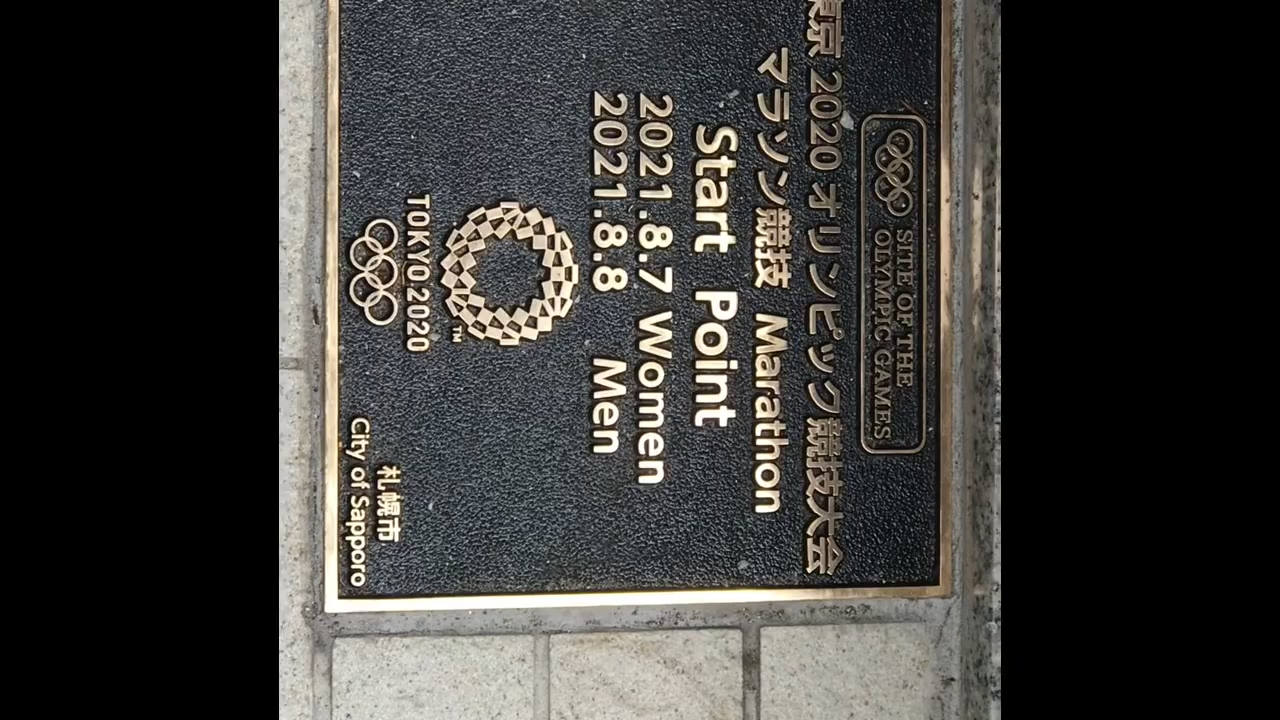 SITE OF THE
OLYMPIC GAMES
東京 2020 オリンピック競技大会
マラソン競技 Marathon
Start Point
2021.8.7 Women
2021.8.8 Men
TM
TOKYO 2020
札幌市
City of Sapporo